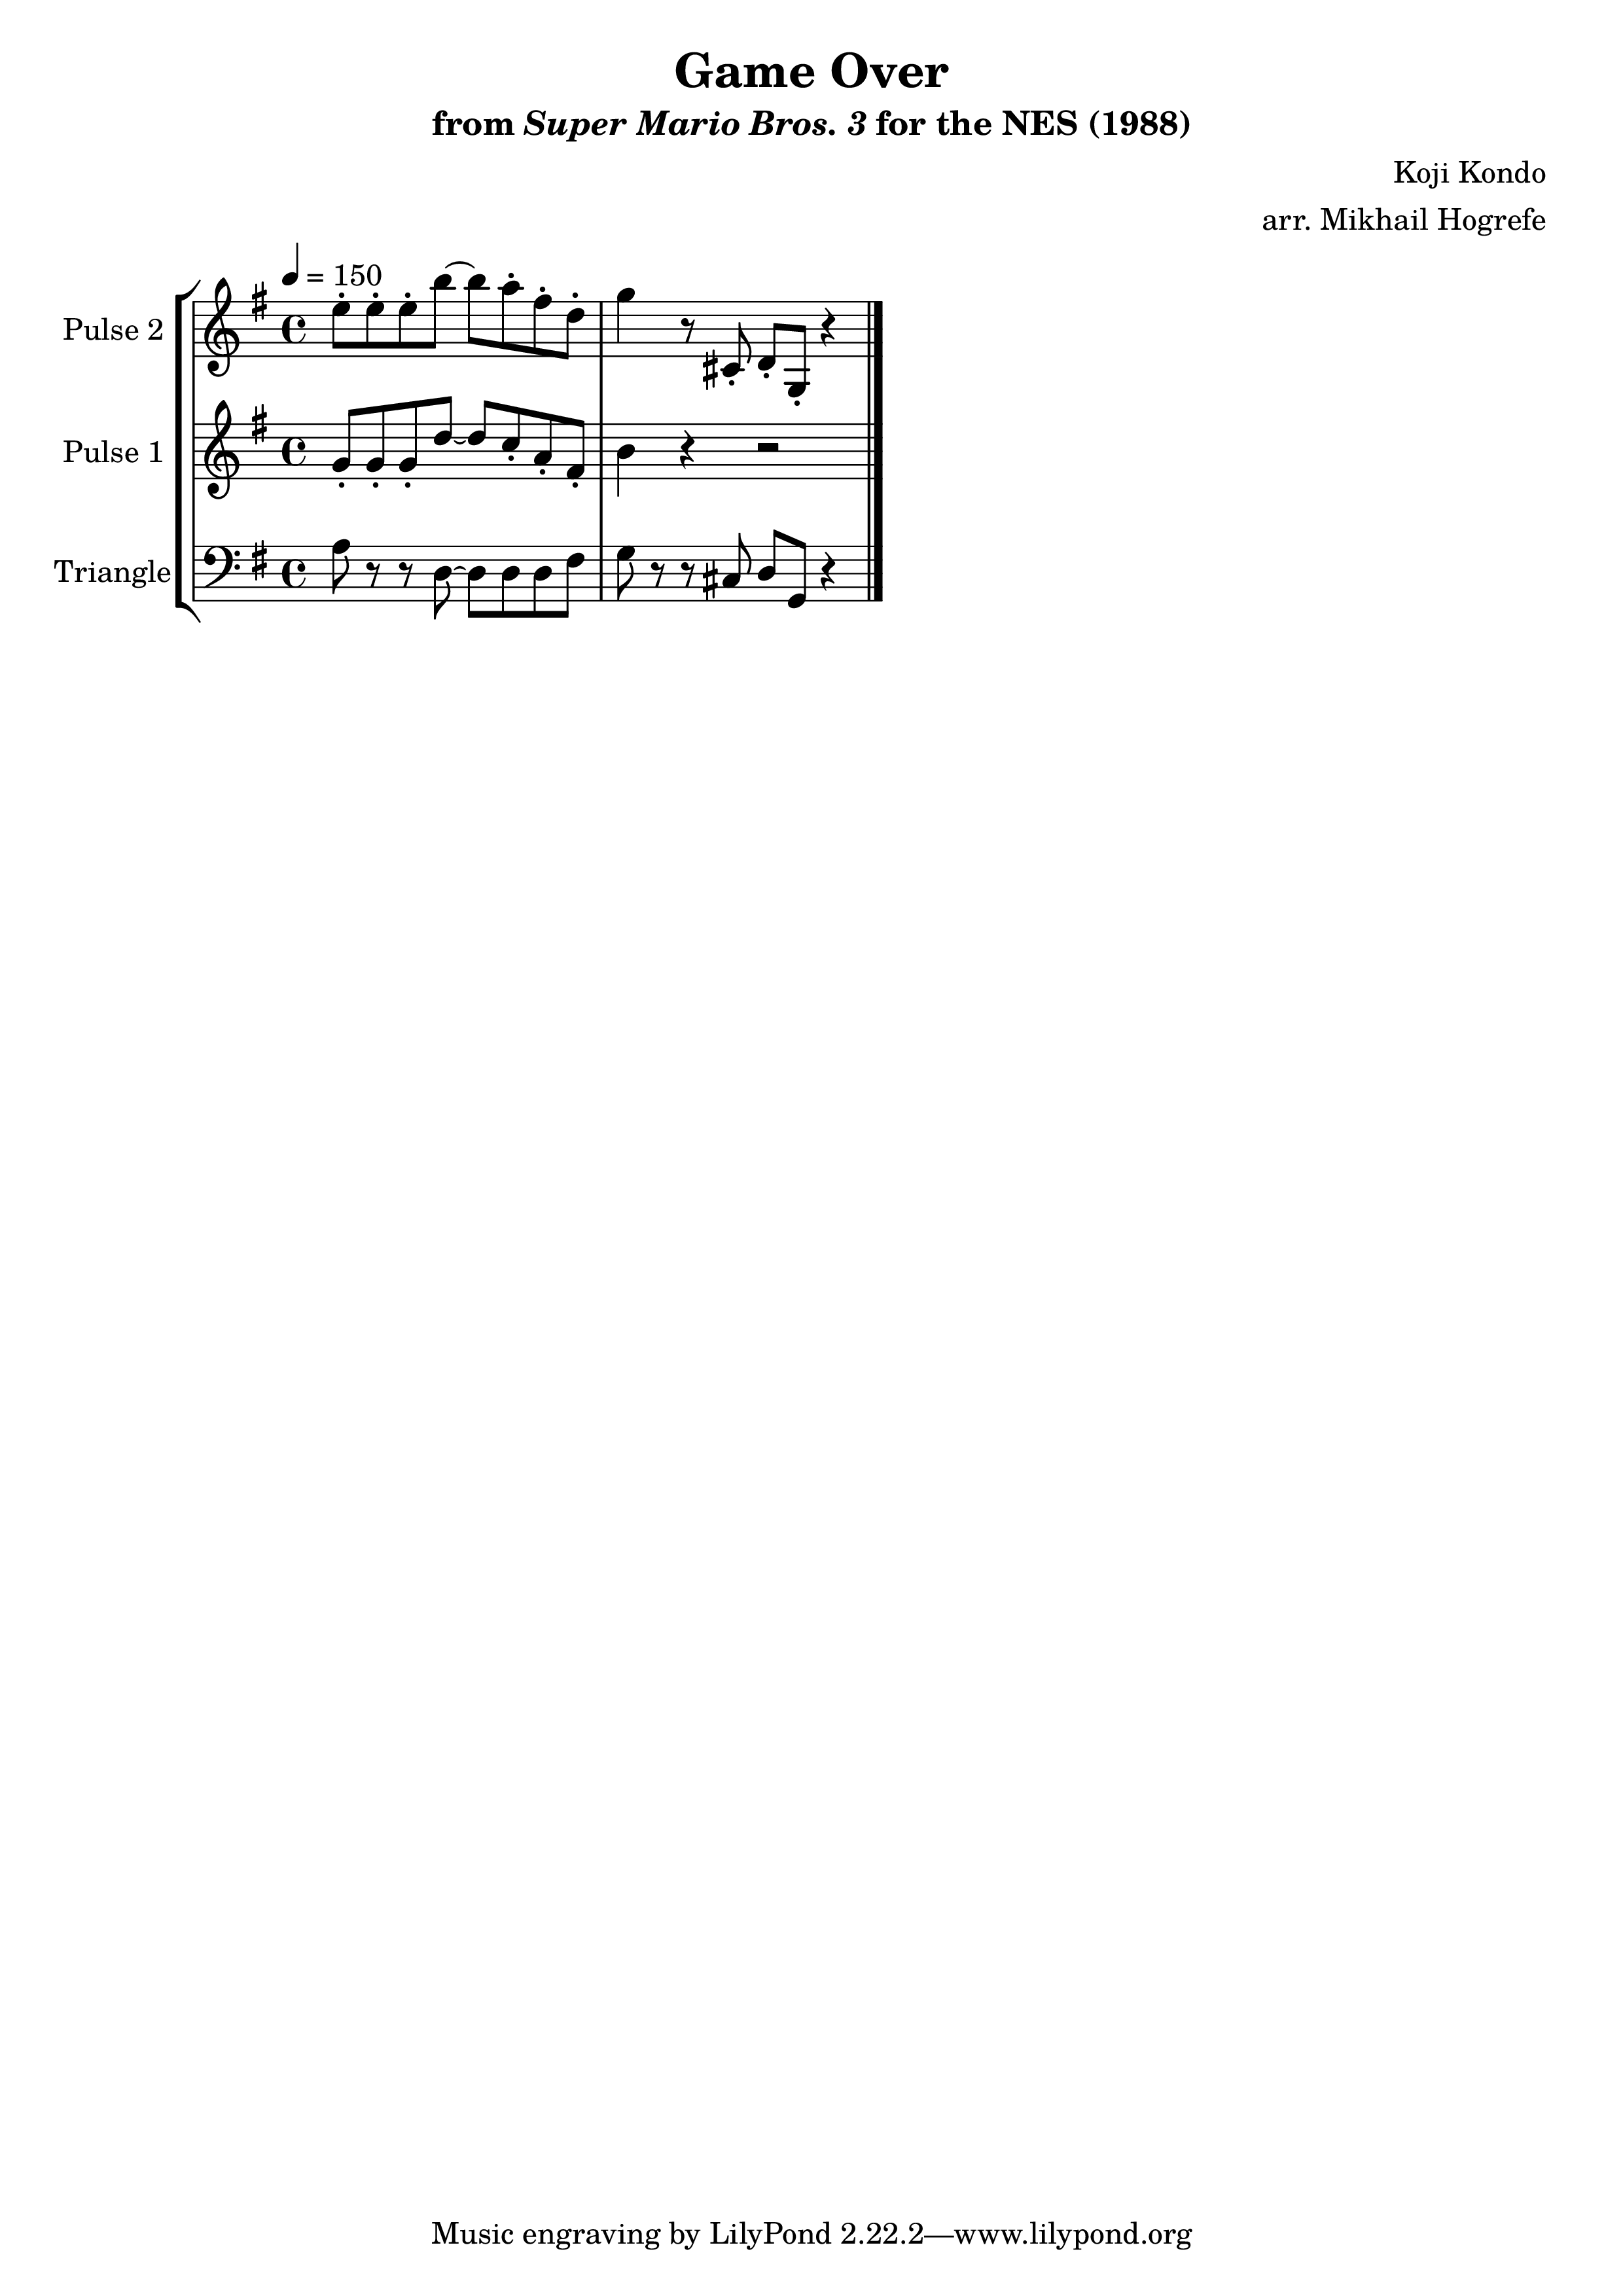 Game Over
from Super Mario Bros. 3 for the NES (1988)
Koji Kondo
arr. Mikhail Hogrefe
= 150
Pulse 2
Pulse 1
Triangle
Music engraving by LilyPond 2.22.2—www.lilypond.org